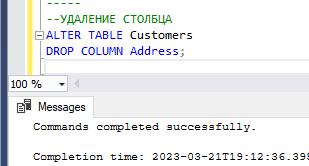 -----
--УДАЛЕНИЕ СТОЛБЦА
ALTER TABLE Customers
DROP COLUMN Address;
100 %
Messages
Commands completed successfully.
Completion time: 2023-03-21T19:12:36.395